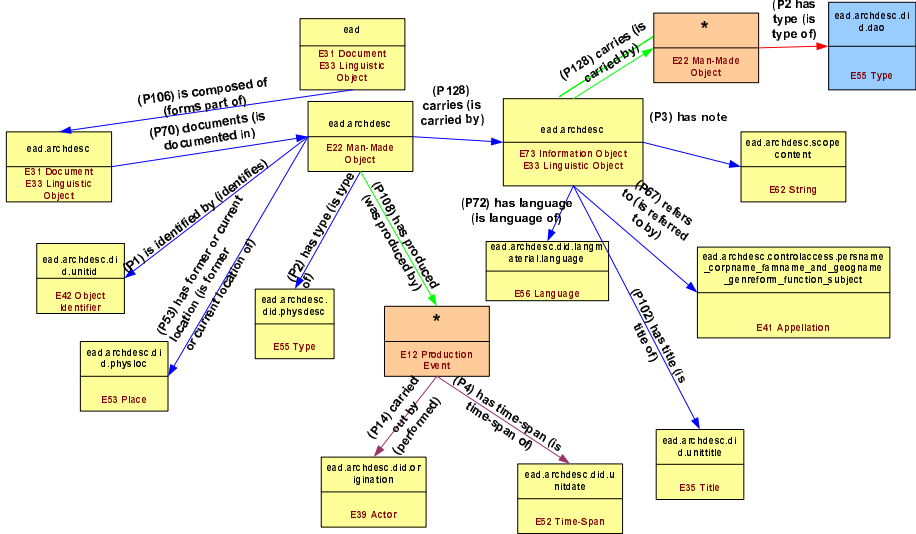 ead
E31 Document
E33 Linguistic
Object
*
E22 Man-Made
Object
(P2 has
type (is
type of)
ead.archdesc.di
d.dao
E55 Type
(P128) carries (is
carried by)
(P106) is composed of
(forms part of)
(P70) documents (is
documented in)
ead.archdesc
E31 Document
E33 Linguistic
Object
ead.archdesc
E22 Man-Made
Object
(P128)
carries (is
carried by)
ead.archdesc
E73 Information Object
E33 Linguistic Object
(P3) has note
ead.archdesc.scope
content
E62 String
(P1) is identified by (identifies)
(P53) has former or current
location (is former
or current location of)
(P2) has type (is type
of)
(P108) has produced
(was produced by)
(P72) has language
(is language of)
(P67) refers
to (is referred
to by)
(P102) has title (is
title of)
ead.archdesc.di
d.unitid
E42 Object
Identifier
ead.archdesc.did.langm
aterial.language
E56 Language
ead.archdesc.controlaccess.persname
_corpname_famname_and_geogname
_genreform_function_subject
E41 Appellation
ead.archdesc.
did.physdesc
E55 Type
*
E12 Production
Event
ead.archdesc.di
d.physloc
E53 Place
(P14) carried
out by
(performed)
(P4) has time-span (is
time-span of)
ead.archdesc.did.or
igination
E39 Actor
ead.archdesc.did.u
nitdate
E52 Time-Span
ead.archdesc.di
d.unittitle
E35 Title